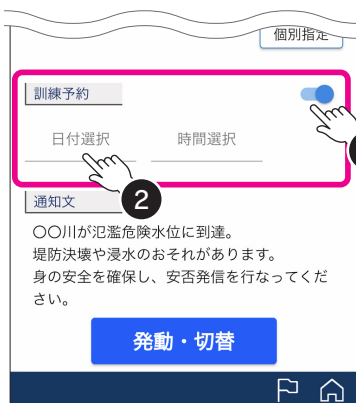 個別指定
訓練予約
日付選択 時間選択
2
通知文
〇〇川が氾濫危険水位に到達。
堤防決壊や浸水のおそれがあります。
身の安全を確保し、安否発信を行なってくだ
さい。
発動・切替